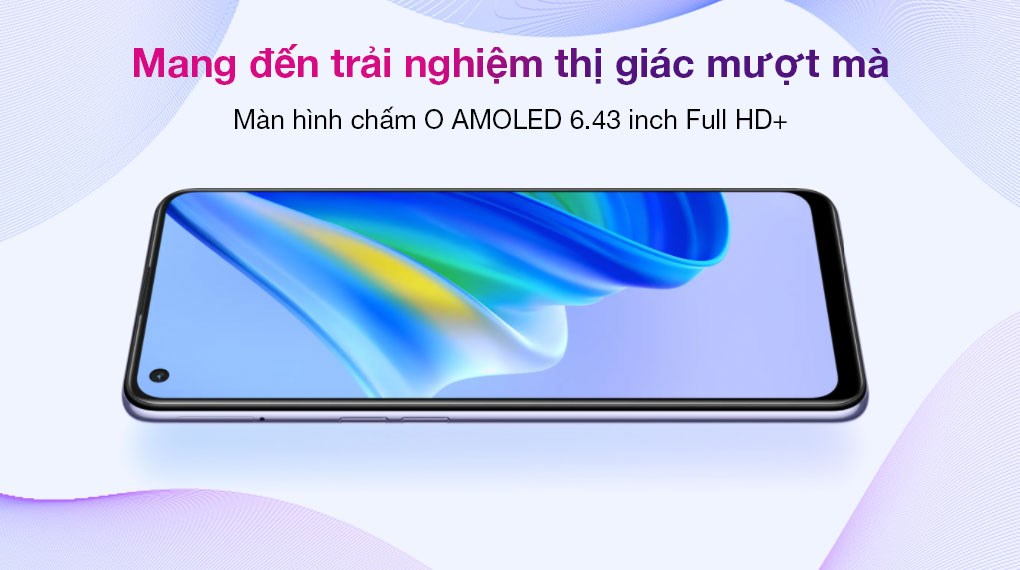 Mang đến trải nghiệm thị giác mượt mà
Màn hình chấm O AMOLED 6.43 inch Full HD+